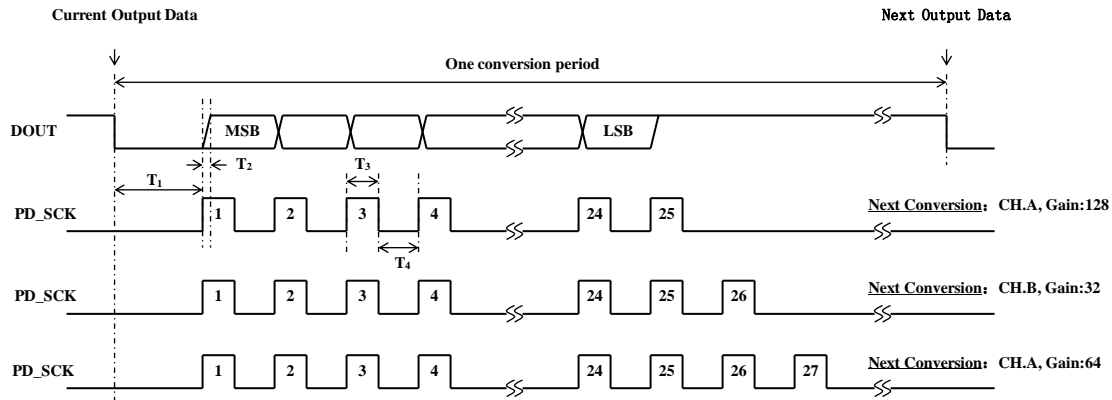 Current Output Data
Next Output Data
One conversion period
DOUT
MSB
LSB
T2
T3
T1
PD_SCK
1 2 3 4 24 25
Next Conversion：CH.A, Gain:128
T4
PD_SCK
1 2 3 4 24 25 26
Next Conversion：CH.B, Gain:32
PD_SCK
1 2 3 4 24 25 26 27
Next Conversion：CH.A, Gain:64